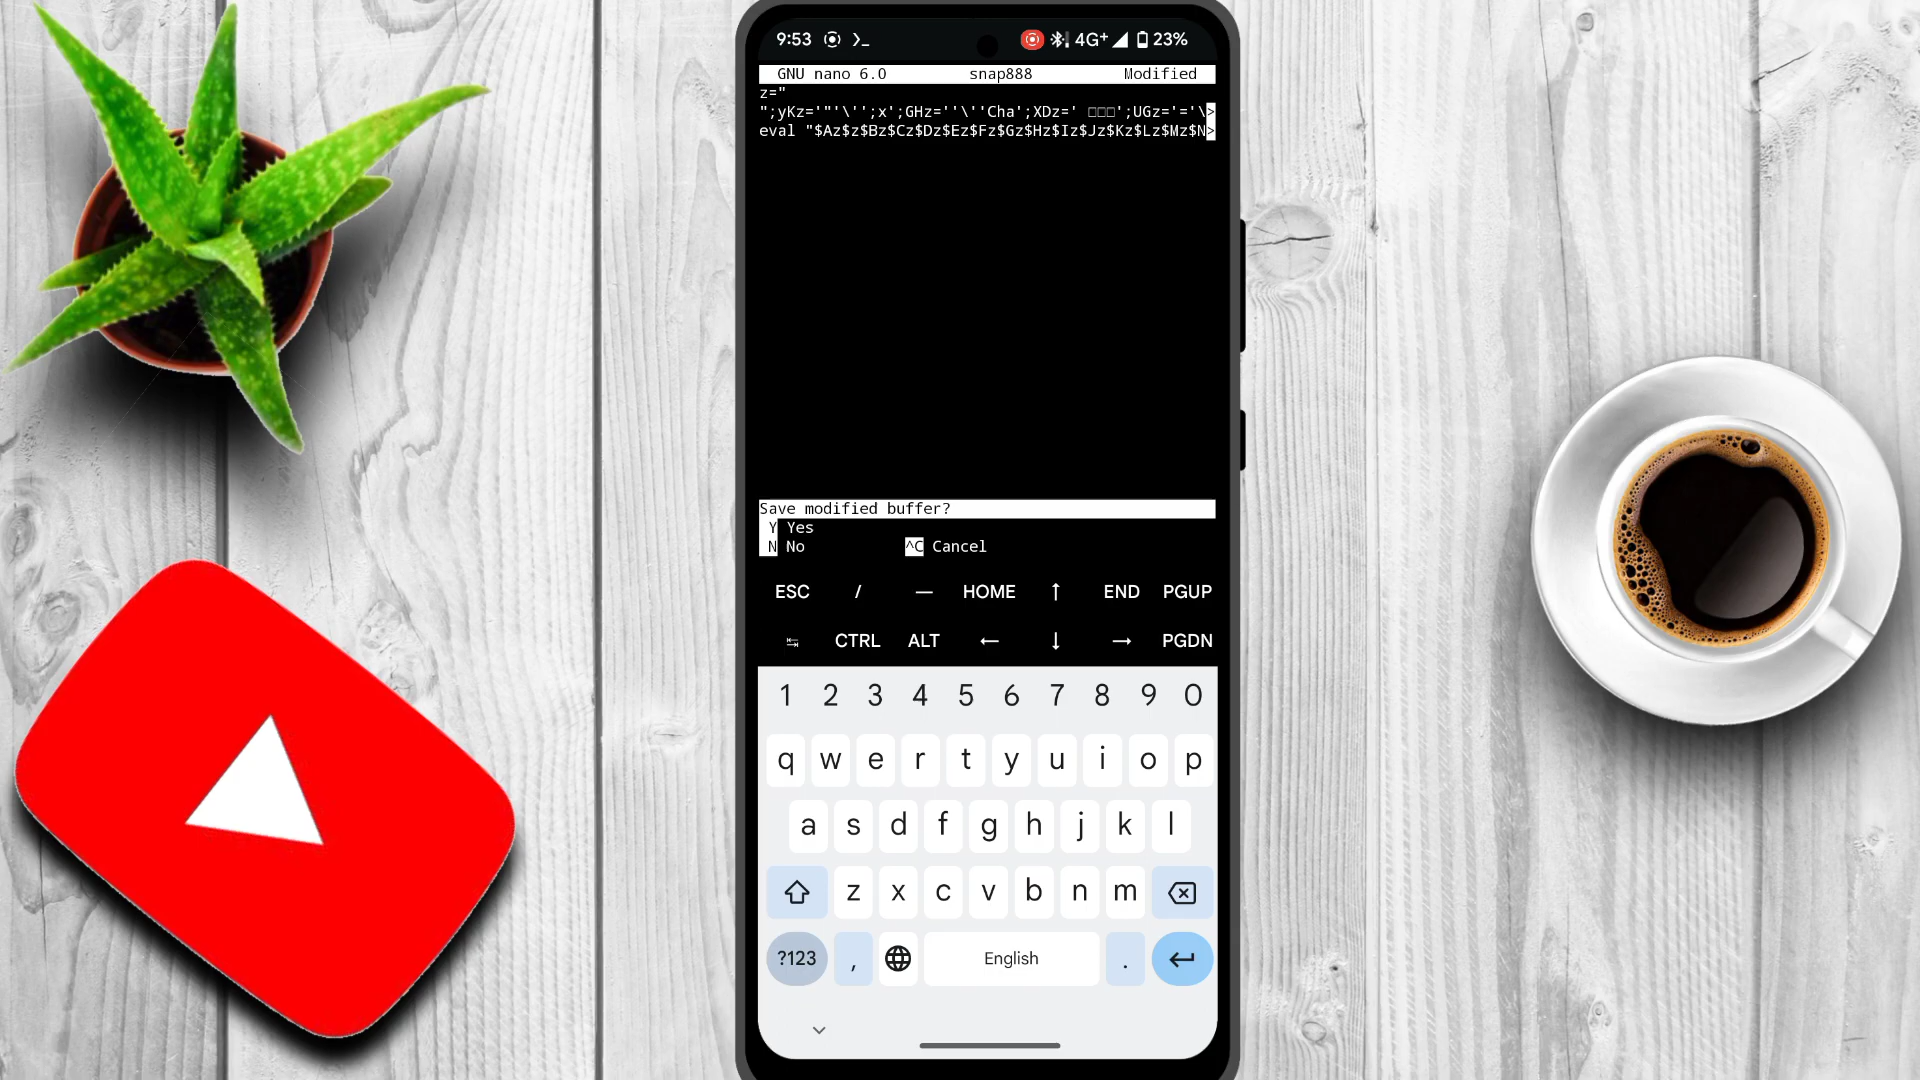 9:53 4G+ 23%
GNU nano 6.0 snap888 Modified
z="
";yKz='"'\'';x';GHz=''\''Cha';XDz=' □□□';UGz='='\>
eval "$Az$z$Bz$Cz$Dz$Ez$Fz$Gz$Hz$Iz$Jz$Kz$Lz$Mz$N>
Save modified buffer?
Y Yes
N No ^C Cancel
ESC / — HOME ↑ END PGUP
↹ CTRL ALT ← ↓ → PGDN
1 2 3 4 5 6 7 8 9 0
q w e r t y u i o p
a s d f g h j k l
z x c v b n m
?123 , English .